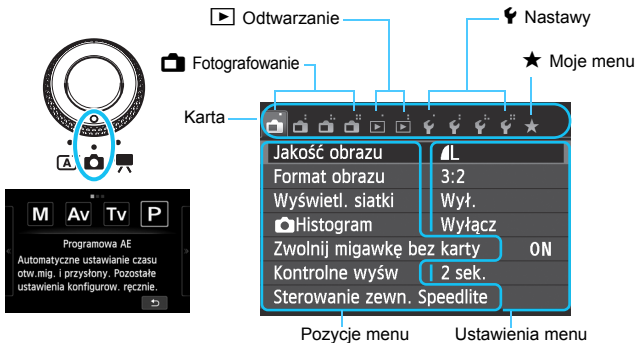 Odtwarzanie
Nastawy
Fotografowanie
Moje menu
Karta
A
Jakość obrazu L
Format obrazu 3:2
Wyświetl. siatki Wył.
Histogram Wyłącz
Zwolnij migawkę bez karty ON
Kontrolne wyśw 2 sek.
Sterowanie zewn. Speedlite
M Av Tv P
Programowa AE
Automatyczne ustawianie czasu
otw.mig. i przysłony. Pozostałe
ustawienia konfigurow. ręcznie.
Pozycje menu
Ustawienia menu